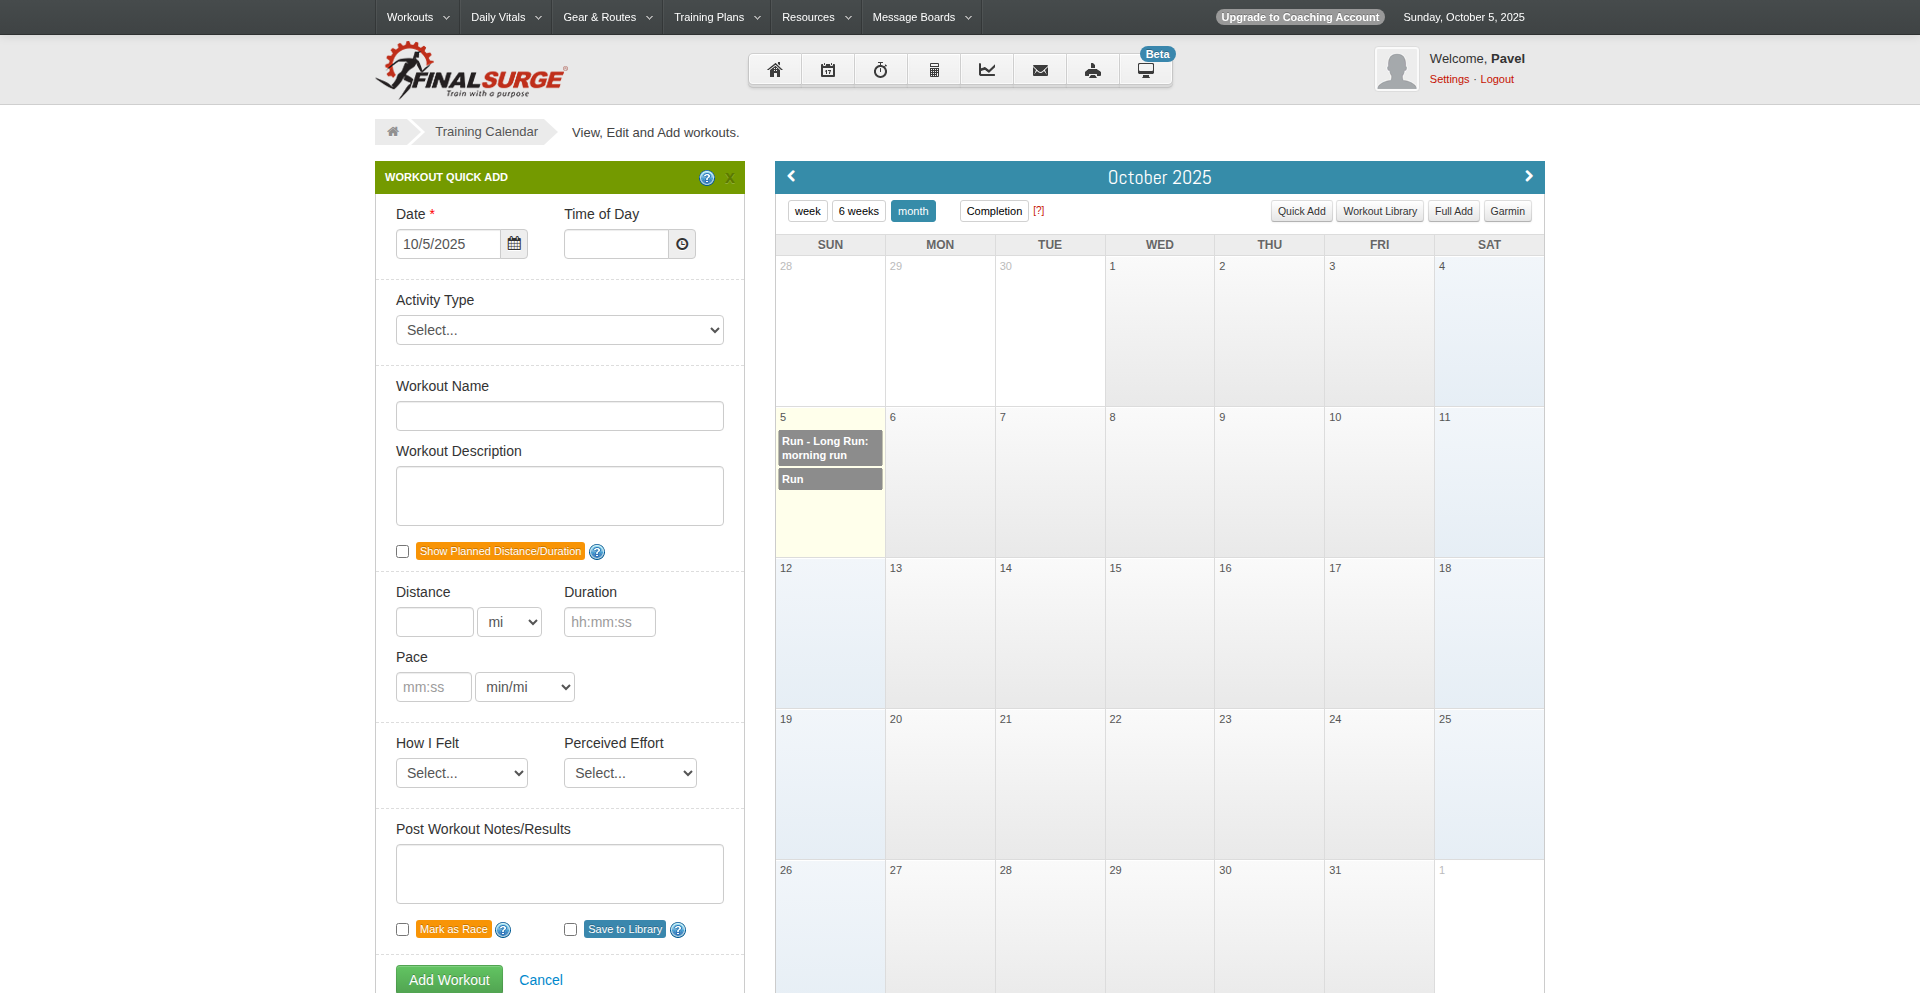 Workouts Daily Vitals Gear & Routes Training Plans Resources Message Boards Upgrade to Coaching Account Sunday, October 5, 2025
FINALSURGE®
Train with a purpose
17
Beta
Welcome, Pavel
Settings · Logout
Training Calendar View, Edit and Add workouts.
WORKOUT QUICK ADD ? X
Date * Time of Day
10/5/2025
Activity Type
Select...
Workout Name
Workout Description
Show Planned Distance/Duration ?
Distance Duration
mi hh:mm:ss
Pace
mm:ss min/mi
How I Felt Perceived Effort
Select... Select...
Post Workout Notes/Results
Mark as Race ? Save to Library ?
Add Workout Cancel
October 2025
week 6 weeks month Completion [?] Quick Add Workout Library Full Add Garmin
SUN MON TUE WED THU FRI SAT
28 29 30 1 2 3 4
5 6 7 8 9 10 11
Run - Long Run:
morning run
Run
12 13 14 15 16 17 18
19 20 21 22 23 24 25
26 27 28 29 30 31 1